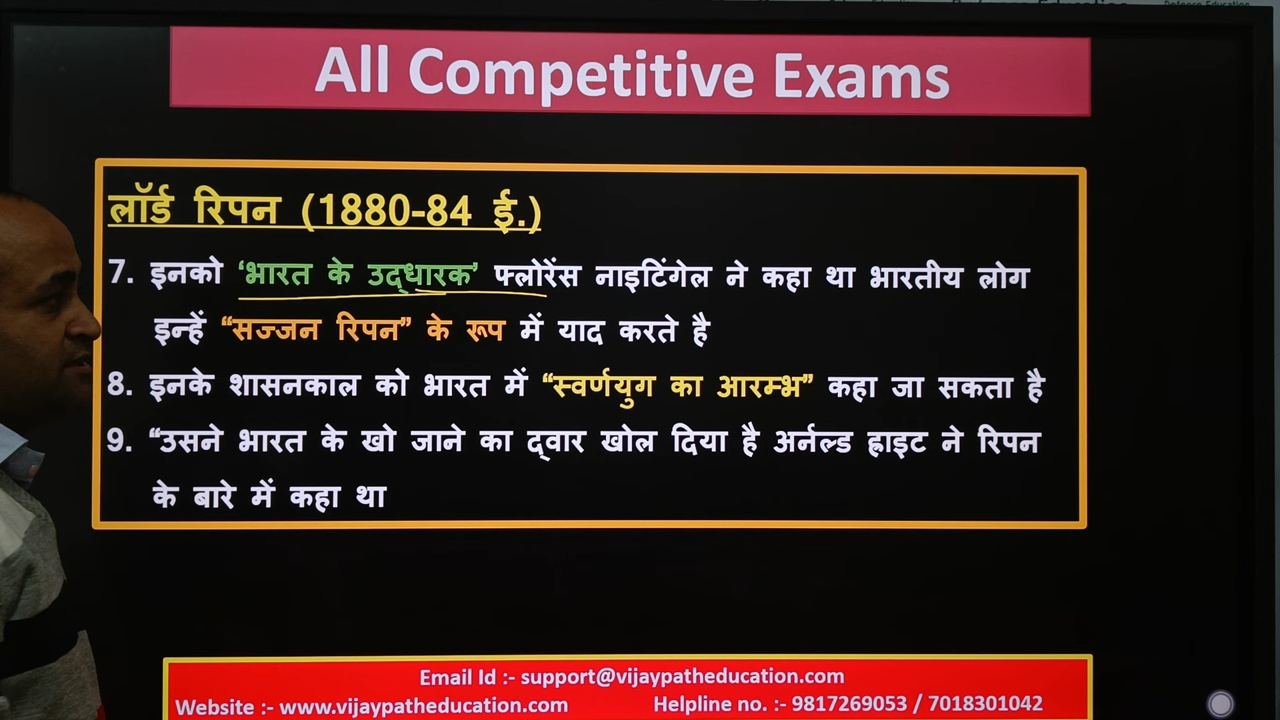 Defence Education
All Competitive Exams
लॉर्ड रिपन (1880-84 ई.)
7. इनको ‘भारत के उद्धारक’ फ्लोरेंस नाइटिंगेल ने कहा था भारतीय लोग
इन्हें “सज्जन रिपन” के रूप में याद करते है
8. इनके शासनकाल को भारत में “स्वर्णयुग का आरम्भ” कहा जा सकता है
9. “उसने भारत के खो जाने का द्वार खोल दिया है अर्नल्ड ह्राइट ने रिपन
के बारे में कहा था
Email Id :- support@vijaypatheducation.com
Website :- www.vijaypatheducation.com Helpline no. :- 9817269053 / 7018301042